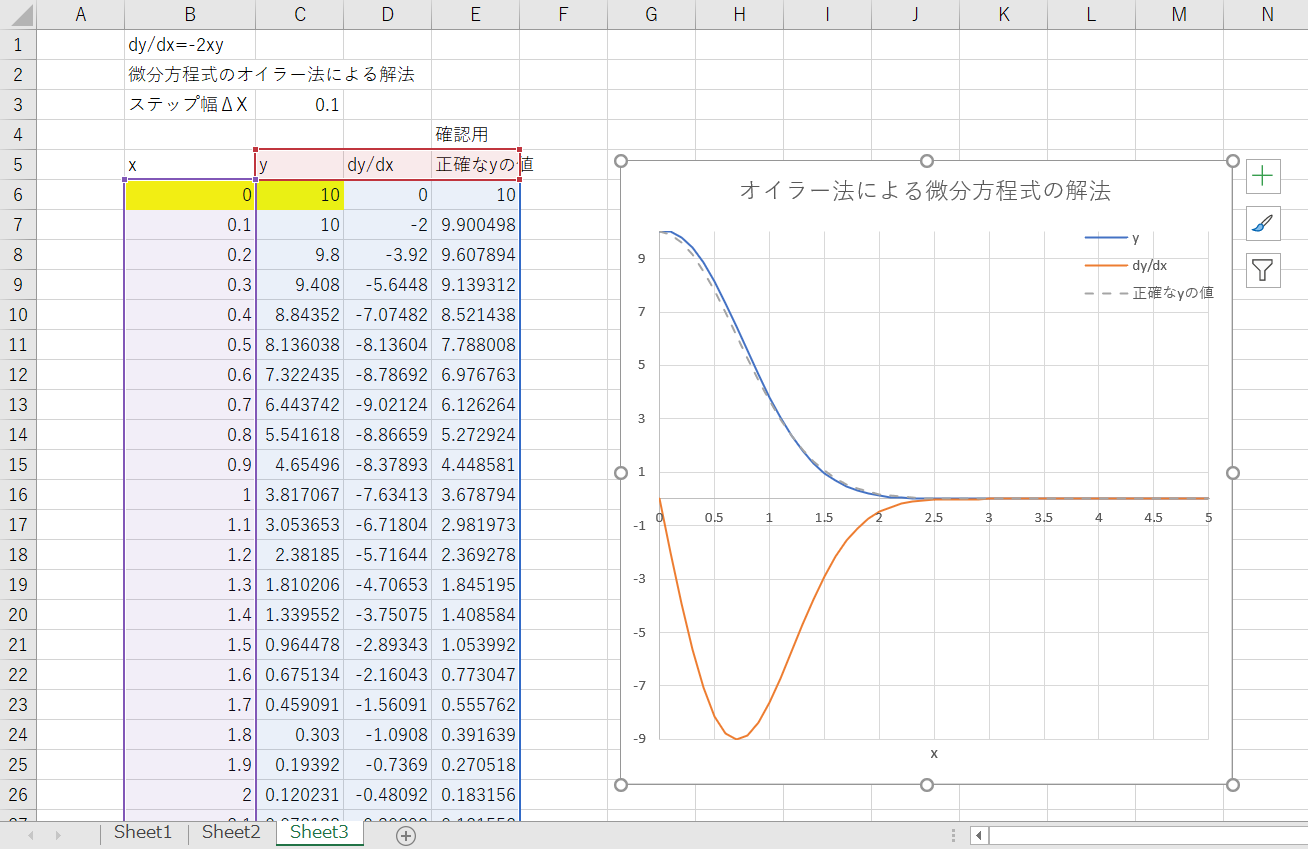 A B C D E F G H I J K L M N
1 dy/dx=-2xy
2 微分方程式のオイラー法による解法
3 ステップ幅ΔX 0.1
4 確認用
5 x y dy/dx 正確なyの値
6 0 10 0 10
7 0.1 10 -2 9.900498
8 0.2 9.8 -3.92 9.607894
9 0.3 9.408 -5.6448 9.139312
10 0.4 8.84352 -7.07482 8.521438
11 0.5 8.136038 -8.13604 7.788008
12 0.6 7.322435 -8.78692 6.976763
13 0.7 6.443742 -9.02124 6.126264
14 0.8 5.541618 -8.86659 5.272924
15 0.9 4.65496 -8.37893 4.448581
16 1 3.817067 -7.63413 3.678794
17 1.1 3.053653 -6.71804 2.981973
18 1.2 2.38185 -5.71644 2.369278
19 1.3 1.810206 -4.70653 1.845195
20 1.4 1.339552 -3.75075 1.408584
21 1.5 0.964478 -2.89343 1.053992
22 1.6 0.675134 -2.16043 0.773047
23 1.7 0.459091 -1.56091 0.555762
24 1.8 0.303 -1.0908 0.391639
25 1.9 0.19392 -0.7369 0.270518
26 2 0.120231 -0.48092 0.183156
オイラー法による微分方程式の解法
y
dy/dx
正確なyの値
9
7
5
3
1
0 0.5 1 1.5 2 2.5 3 3.5 4 4.5 5
-1
-3
-5
-7
-9
x
Sheet1 Sheet2 Sheet3